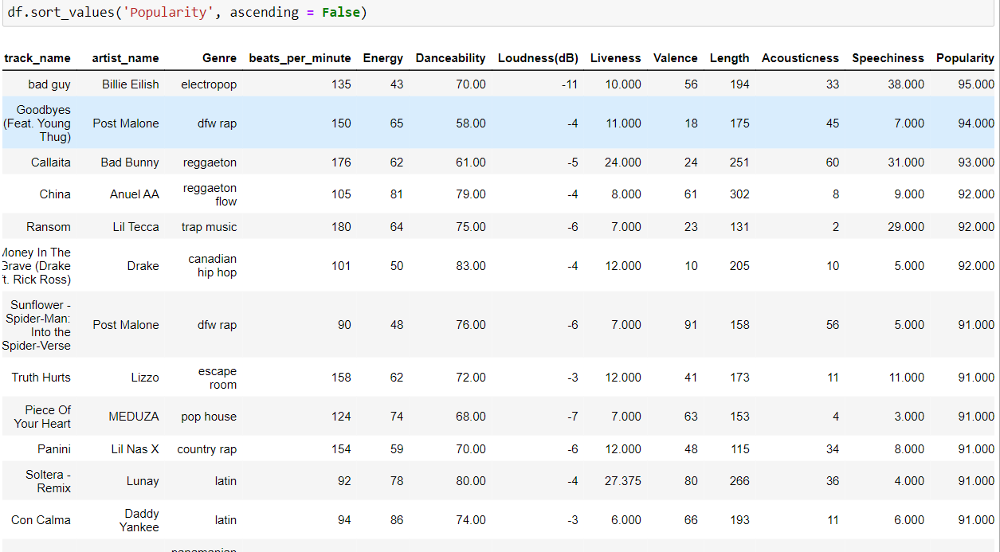 df.sort_values('Popularity', ascending = False)
track_name artist_name Genre beats_per_minute Energy Danceability Loudness(dB) Liveness Valence Length Acousticness Speechiness Popularity
bad guy Billie Eilish electropop 135 43 70.00 -11 10.000 56 194 33 38.000 95.000
Goodbyes
(Feat. Young
Thug) Post Malone dfw rap 150 65 58.00 -4 11.000 18 175 45 7.000 94.000
Callaita Bad Bunny reggaeton 176 62 61.00 -5 24.000 24 251 60 31.000 93.000
China Anuel AA reggaeton
flow 105 81 79.00 -4 8.000 61 302 8 9.000 92.000
Ransom Lil Tecca trap music 180 64 75.00 -6 7.000 23 131 2 29.000 92.000
Money In The
Grave (Drake
t. Rick Ross) Drake canadian
hip hop 101 50 83.00 -4 12.000 10 205 10 5.000 92.000
Sunflower -
Spider-Man:
Into the
Spider-Verse Post Malone dfw rap 90 48 76.00 -6 7.000 91 158 56 5.000 91.000
Truth Hurts Lizzo escape
room 158 62 72.00 -3 12.000 41 173 11 11.000 91.000
Piece Of
Your Heart MEDUZA pop house 124 74 68.00 -7 7.000 63 153 4 3.000 91.000
Panini Lil Nas X country rap 154 59 70.00 -6 12.000 48 115 34 8.000 91.000
Soltera -
Remix Lunay latin 92 78 80.00 -4 27.375 80 266 36 4.000 91.000
Con Calma Daddy
Yankee latin 94 86 74.00 -3 6.000 66 193 11 6.000 91.000